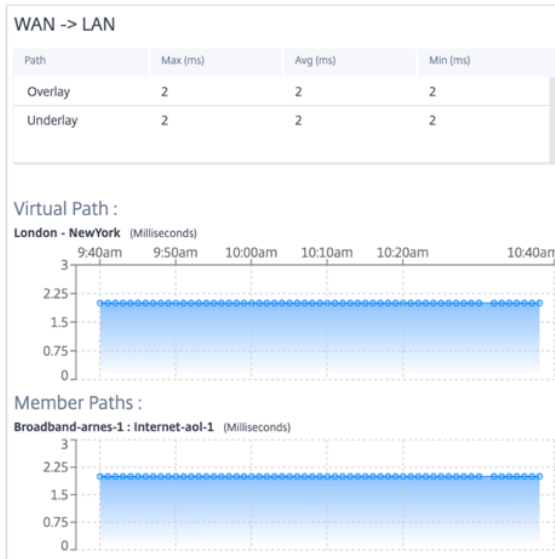 WAN -> LAN
Path Max (ms) Avg (ms) Min (ms)
Overlay 2 2 2
Underlay 2 2 2
Virtual Path :
London - NewYork (Milliseconds)
9:40am 9:50am 10:00am 10:10am 10:20am 10:40am
3
2.25
1.5
0.75
0
Member Paths :
Broadband-arnes-1 : Internet-aol-1 (Milliseconds)
3
2.25
1.5
0.75
0